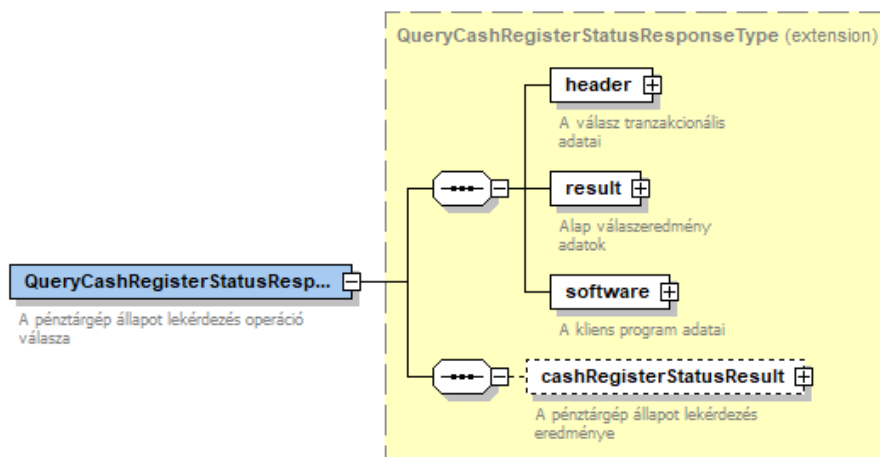 QueryCashRegisterStatusResponseType (extension)
header
A válasz tranzakcionális
adatai
result
Alap válaszeredmény
adatok
QueryCashRegisterStatusResp...
A pénztárgép állapot lekérdezés operáció
válasza
software
A kliens program adatai
cashRegisterStatusResult
A pénztárgép állapot lekérdezés
eredménye